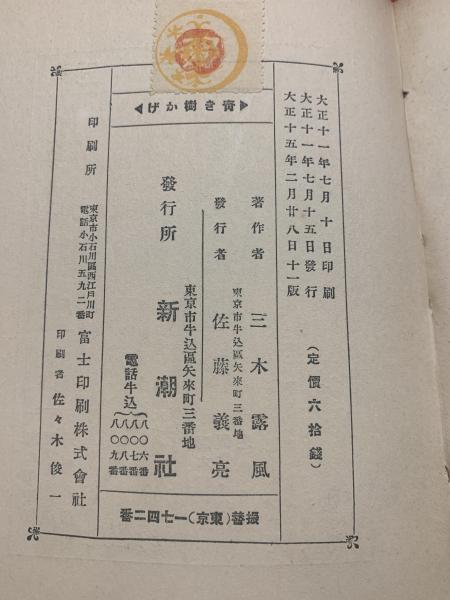 ▶青き樹かげ◀
大正十一年七月十日印刷
大正十一年七月十五日發行
大正十五年二月廿八日十一版
(定價六拾錢)
著作者 三木露風
東京市牛込區矢來町三番地
發行者 佐藤義亮
發行所
東京市牛込區矢來町三番地
新潮社
電話牛込
八〇六番
八〇七番
八〇八番
八〇九番
印刷所
東京市小石川區西江戸川町
電話小石川五九二番
富士印刷株式會社
印刷者 佐々木俊一
振替(東京)一七四二番